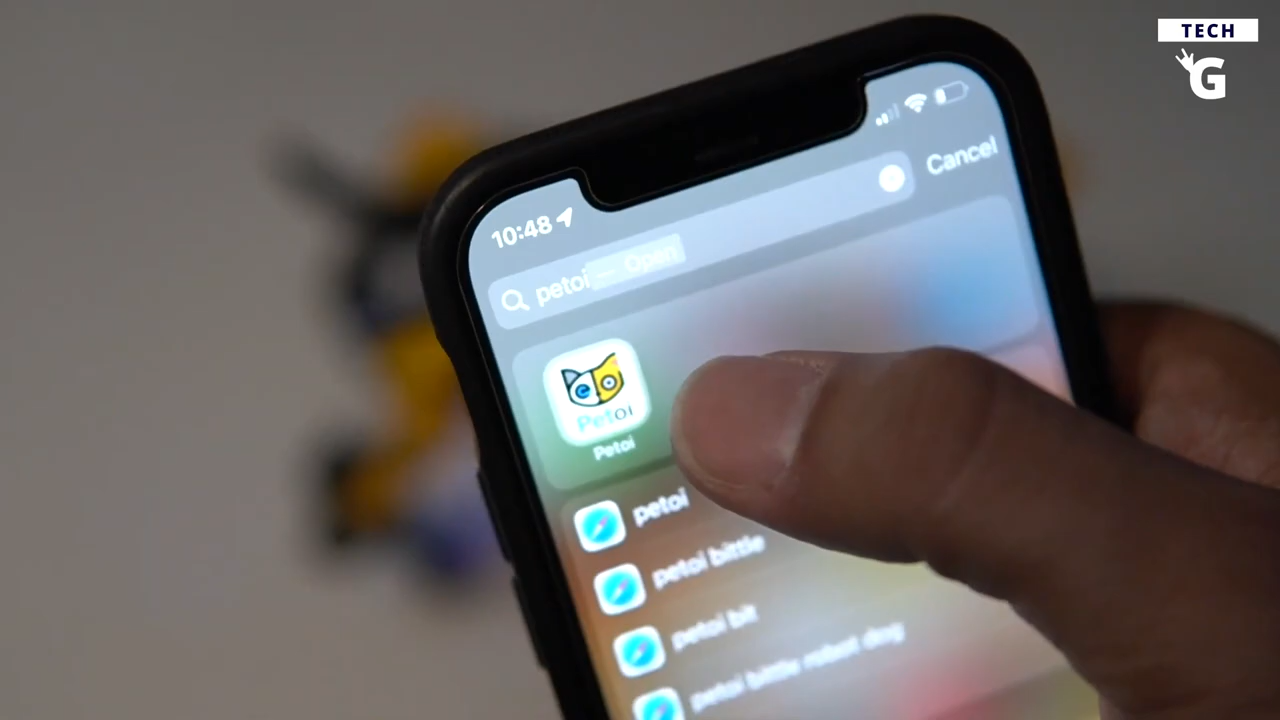 TECH
G
10:48
Cancel
petoi — Open
Petoi
Petoi
petoi
petoi bittle
petoi bit
petoi bittle robot dog